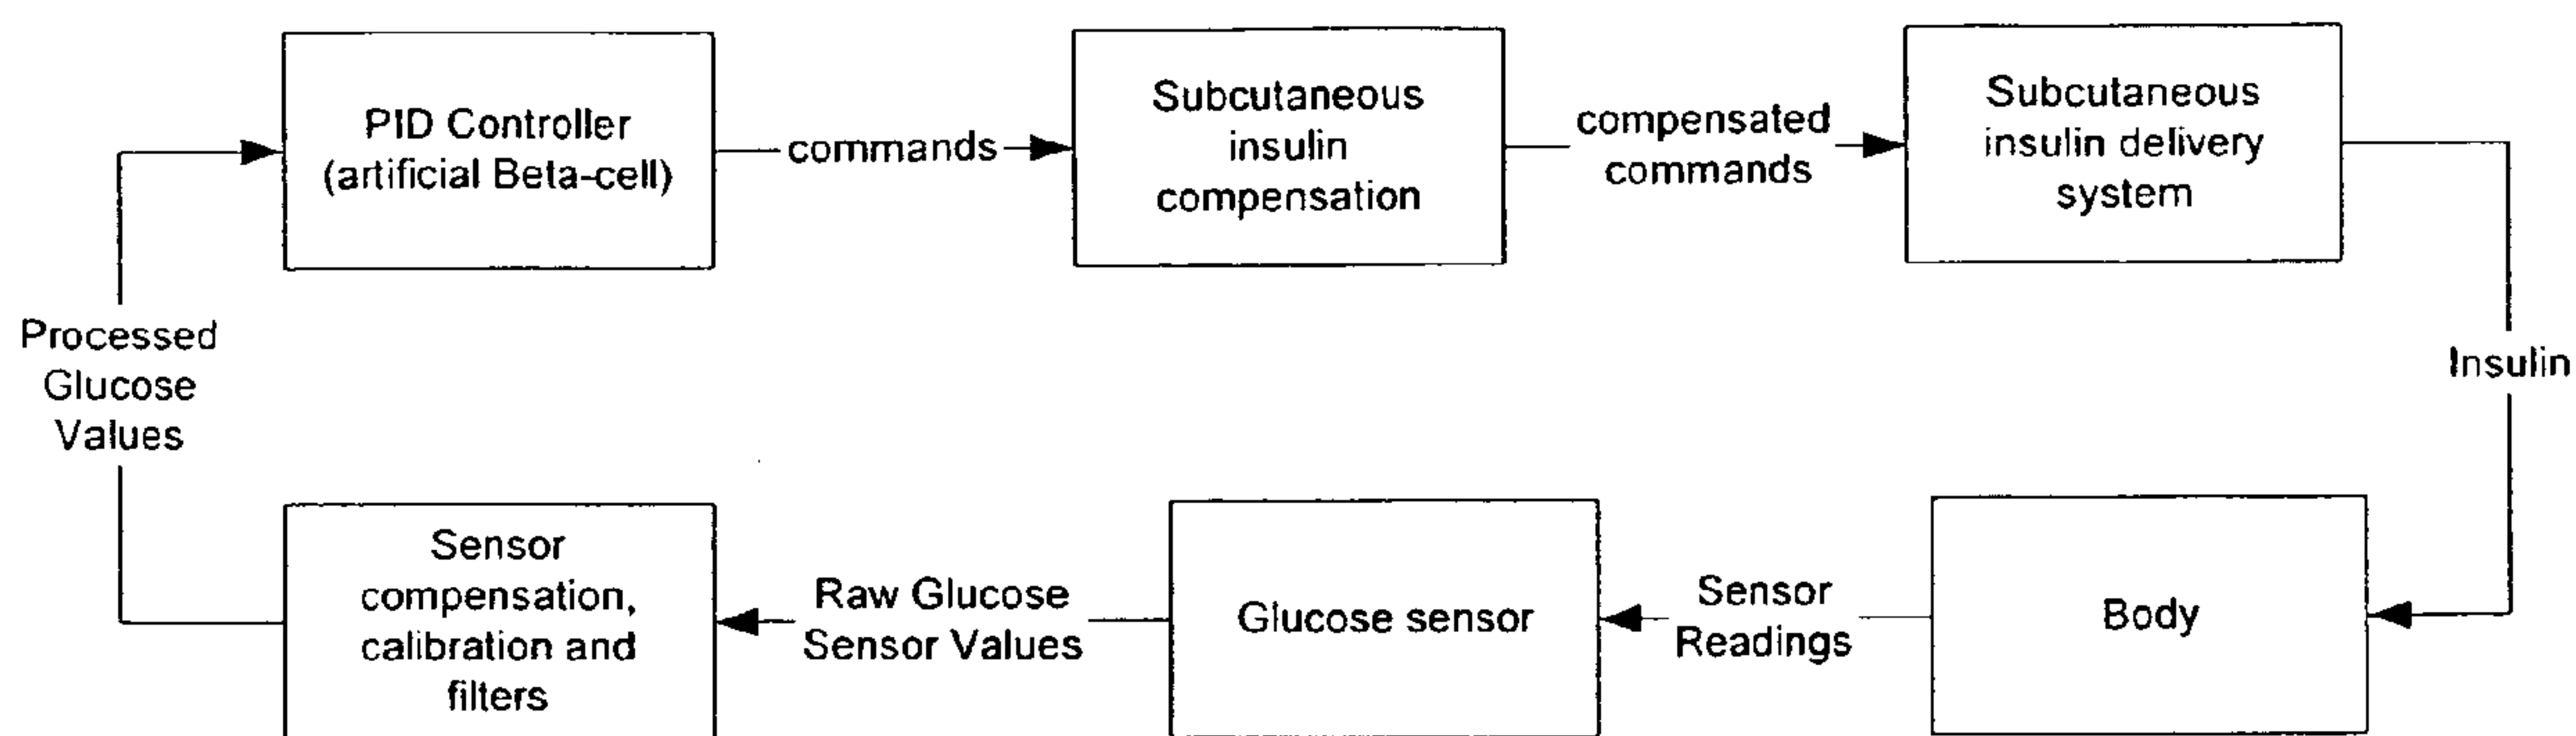 PID Controller
(artificial Beta-cell)
commands
Subcutaneous
insulin
compensation
compensated
commands
Subcutaneous
insulin delivery
system
Insulin
Body
Sensor
Readings
Glucose sensor
Raw Glucose
Sensor Values
Sensor
compensation,
calibration and
filters
Processed
Glucose
Values